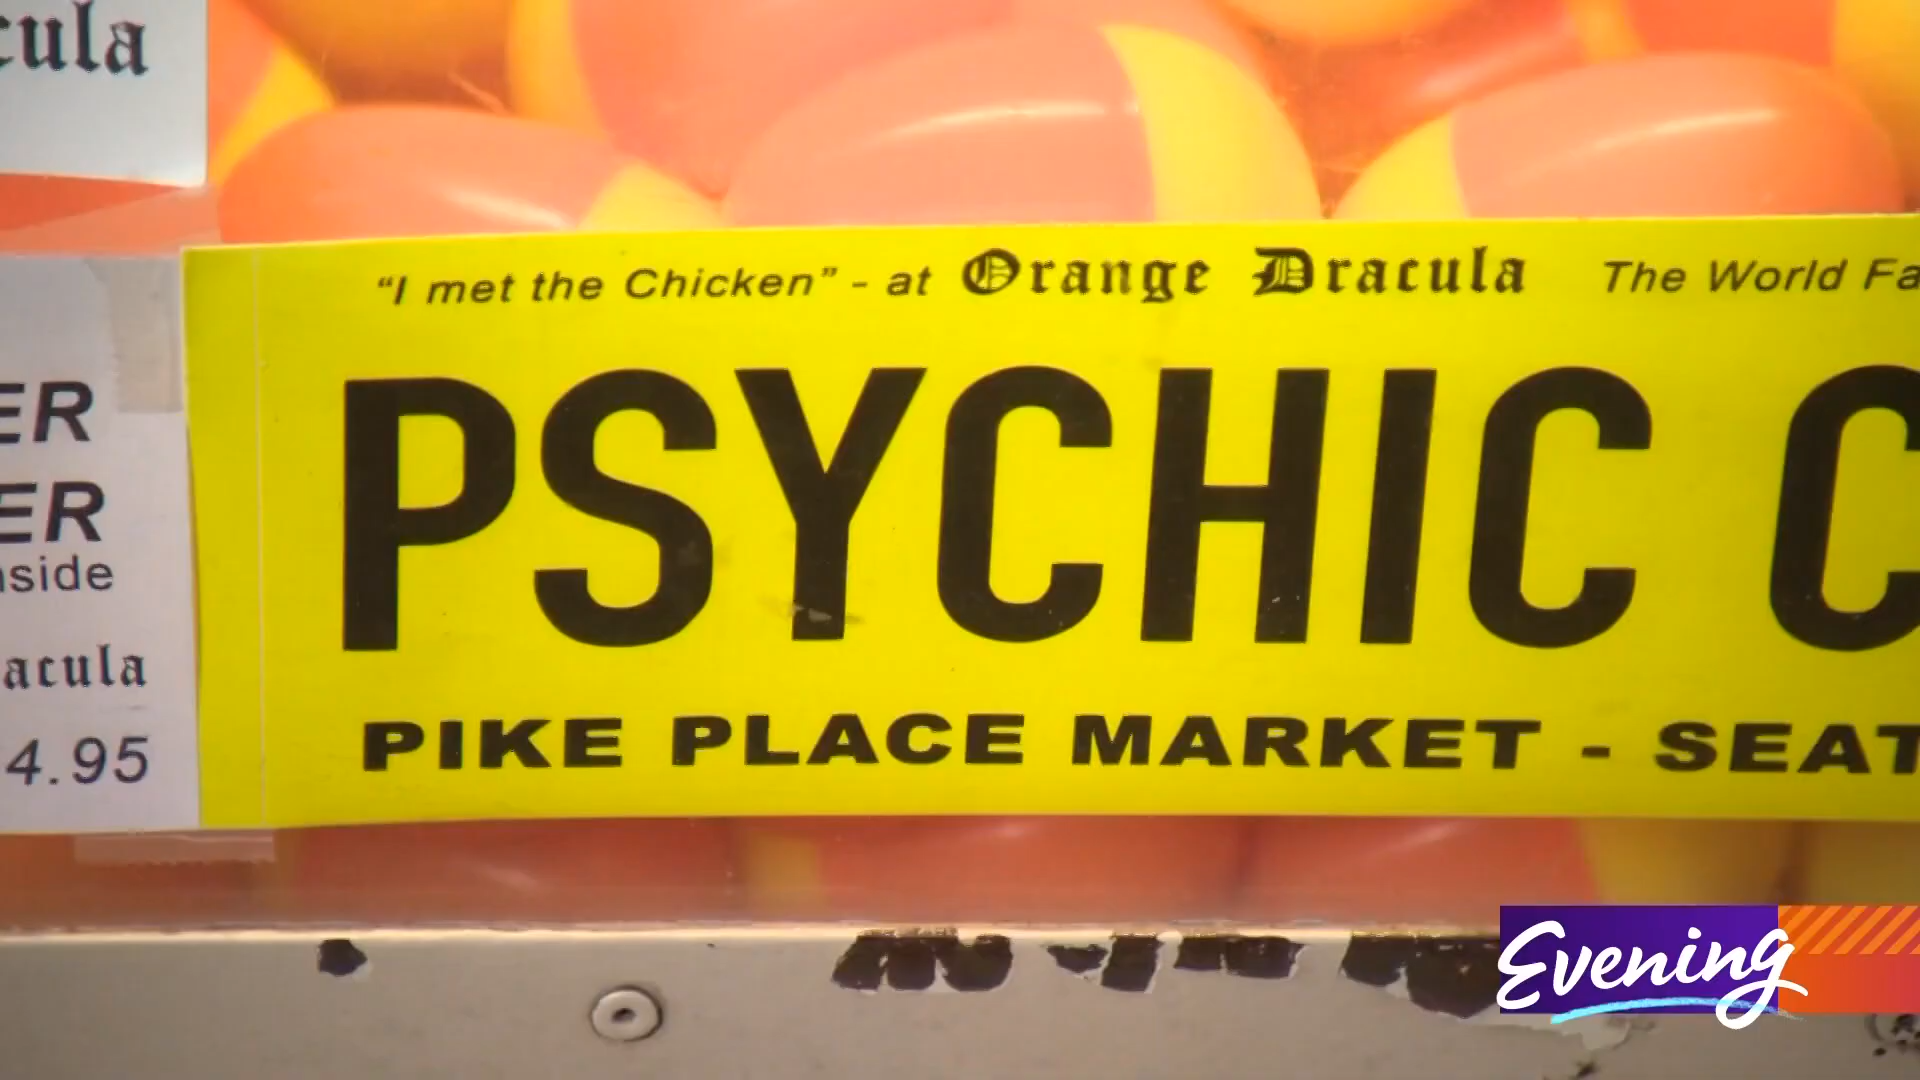 cula
ER
ER
nside
acula
4.95
“I met the Chicken” - at Orange Dracula The World Fa
PSYCHIC C
PIKE PLACE MARKET - SEAT
Evening